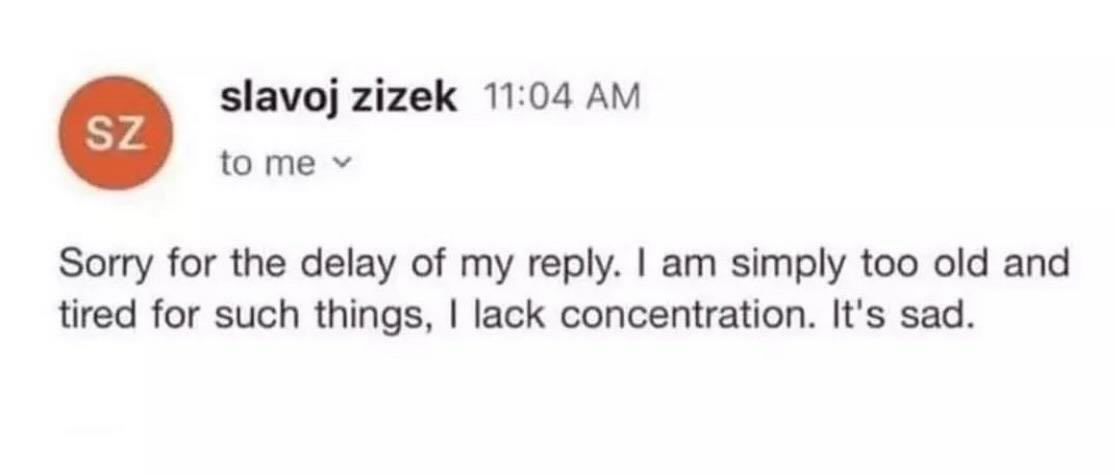 SZ
slavoj zizek 11:04 AM
to me
Sorry for the delay of my reply. I am simply too old and
tired for such things, I lack concentration. It's sad.